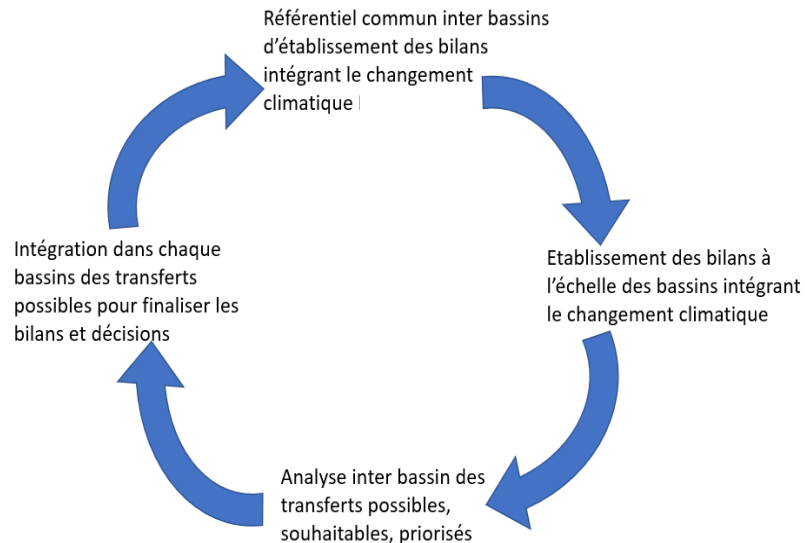 Référentiel commun inter bassins
d’établissement des bilans
intégrant le changement
climatique
Etablissement des bilans à
l’échelle des bassins intégrant
le changement climatique
Analyse inter bassin des
transferts possibles,
souhaitables, priorisés
Intégration dans chaque
bassins des transferts
possibles pour finaliser les
bilans et décisions